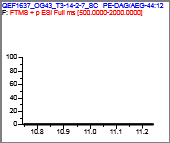 QEF1637_OG43_T3-14-2-7_SC PE-DAG/AEG-44:12
F: FTMS + p ESI Full ms [500.0000-2000.0000]
100
80
60
40
20
0
10.8 10.9 11.0 11.1 11.2